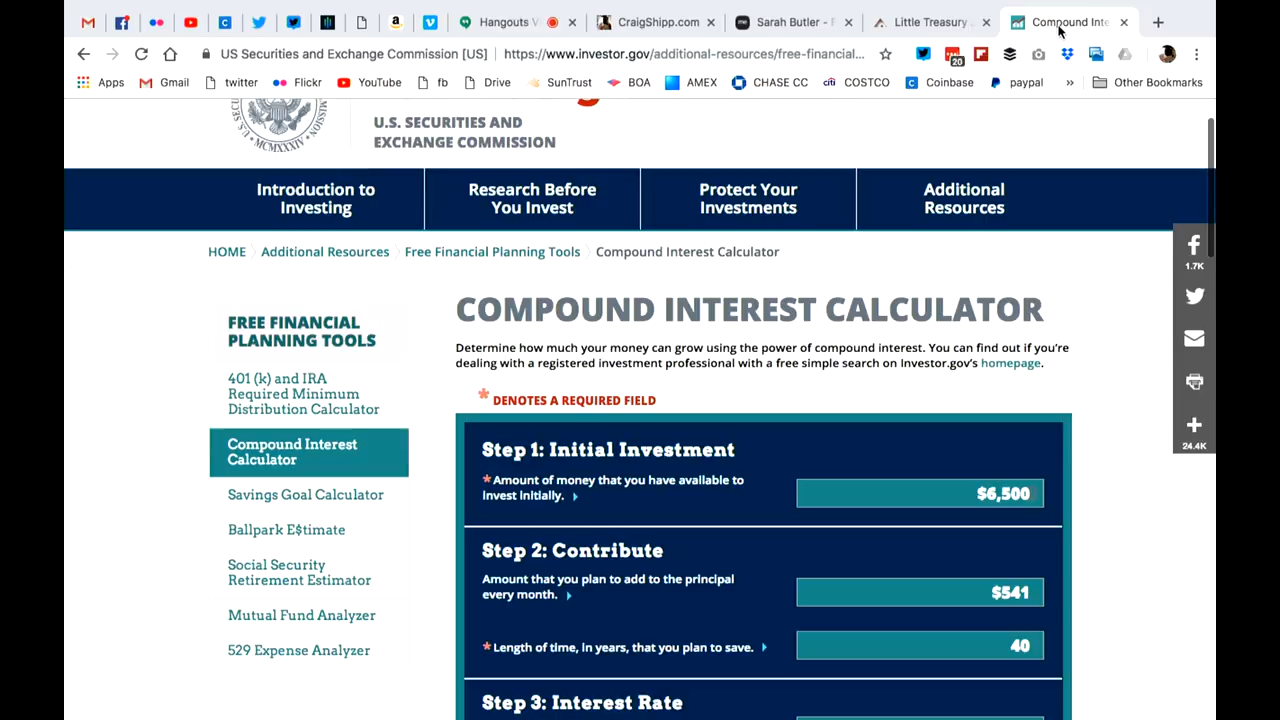 Hangouts V
CraigShipp.com
Sarah Butler - F
Little Treasury
Compound Inte
US Securities and Exchange Commission [US]
https://www.investor.gov/additional-resources/free-financial...
20
Apps
Gmail
twitter
Flickr
YouTube
fb
Drive
SunTrust
BOA
AMEX
CHASE CC
COSTCO
Coinbase
paypal
»
Other Bookmarks
MCMXXXIV
U.S. SECURITIES AND
EXCHANGE COMMISSION
Introduction to
Investing
Research Before
You Invest
Protect Your
Investments
Additional
Resources
HOME
Additional Resources
Free Financial Planning Tools
Compound Interest Calculator
1.7K
24.4K
FREE FINANCIAL
PLANNING TOOLS
401 (k) and IRA
Required Minimum
Distribution Calculator
Compound Interest
Calculator
Savings Goal Calculator
Ballpark E$timate
Social Security
Retirement Estimator
Mutual Fund Analyzer
529 Expense Analyzer
COMPOUND INTEREST CALCULATOR
Determine how much your money can grow using the power of compound interest. You can find out if you're
dealing with a registered investment professional with a free simple search on Investor.gov's homepage.
* DENOTES A REQUIRED FIELD
Step 1: Initial Investment
*Amount of money that you have available to
invest initially.
$6,500
Step 2: Contribute
Amount that you plan to add to the principal
every month.
$541
*Length of time, in years, that you plan to save.
40
Step 3: Interest Rate